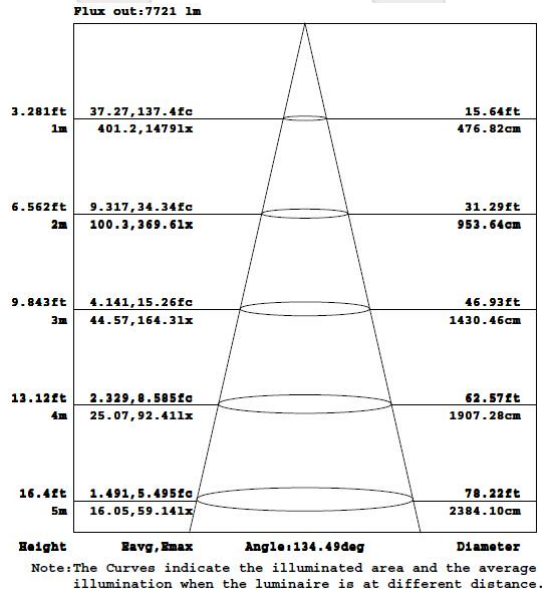 Flux out:7721 lm
3.281ft 37.27,137.4fc 15.64ft
1m 401.2,1479lx 476.82cm
6.562ft 9.317,34.34fc 31.29ft
2m 100.3,369.6lx 953.64cm
9.843ft 4.141,15.26fc 46.93ft
3m 44.57,164.3lx 1430.46cm
13.12ft 2.329,8.585fc 62.57ft
4m 25.07,92.41lx 1907.28cm
16.4ft 1.491,5.495fc 78.22ft
5m 16.05,59.14lx 2384.10cm
Height Eavg,Emax Angle:134.49deg Diameter
Note:The Curves indicate the illuminated area and the average
illumination when the luminaire is at different distance.